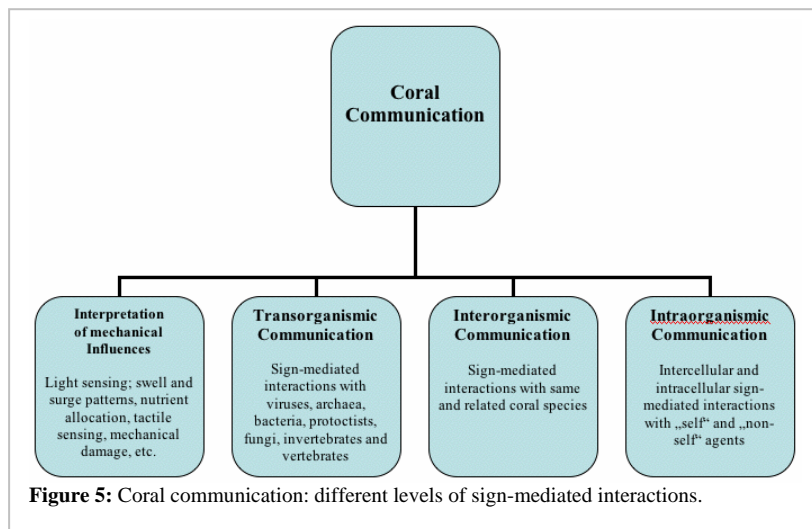 Coral
Communication
Interpretation
of mechanical
Influences
Light sensing; swell and
surge patterns, nutrient
allocation, tactile
sensing, mechanical
damage, etc.
Transorganismic
Communication
Sign-mediated
interactions with
viruses, archaea,
bacteria, protoctists,
fungi, invertebrates and
vertebrates
Interorganismic
Communication
Sign-mediated
interactions with same
and related coral species
Intraorganismic
Communication
Intercellular and
intracellular sign-
mediated interactions
with „self“ and „non-
self“ agents
Figure 5: Coral communication: different levels of sign-mediated interactions.